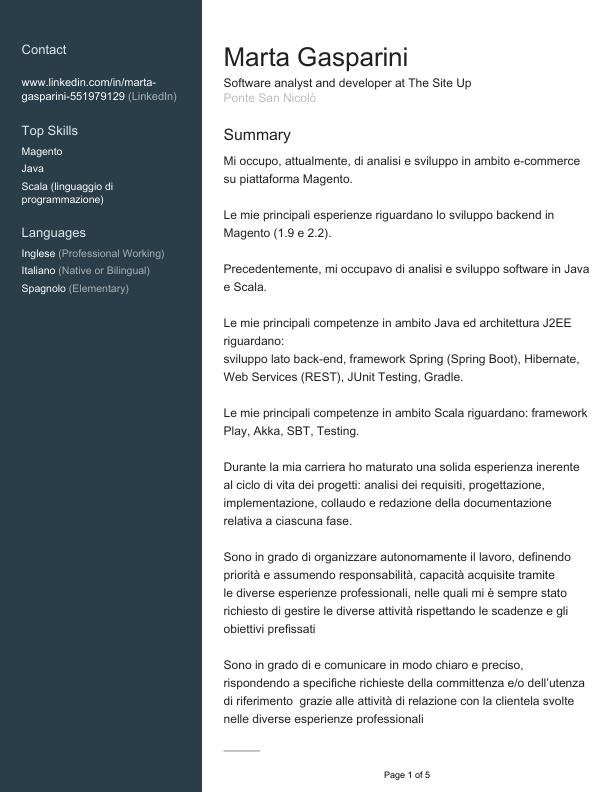 Contact
www.linkedin.com/in/marta-
gasparini-551979129 (LinkedIn)
Top Skills
Magento
Java
Scala (linguaggio di
programmazione)
Languages
Inglese (Professional Working)
Italiano (Native or Bilingual)
Spagnolo (Elementary)
Marta Gasparini
Software analyst and developer at The Site Up
Ponte San Nicolò
Summary
Mi occupo, attualmente, di analisi e sviluppo in ambito e-commerce
su piattaforma Magento.
Le mie principali esperienze riguardano lo sviluppo backend in
Magento (1.9 e 2.2).
Precedentemente, mi occupavo di analisi e sviluppo software in Java
e Scala.
Le mie principali competenze in ambito Java ed architettura J2EE
riguardano:
sviluppo lato back-end, framework Spring (Spring Boot), Hibernate,
Web Services (REST), JUnit Testing, Gradle.
Le mie principali competenze in ambito Scala riguardano: framework
Play, Akka, SBT, Testing.
Durante la mia carriera ho maturato una solida esperienza inerente
al ciclo di vita dei progetti: analisi dei requisiti, progettazione,
implementazione, collaudo e redazione della documentazione
relativa a ciascuna fase.
Sono in grado di organizzare autonomamente il lavoro, definendo
priorità e assumendo responsabilità, capacità acquisite tramite
le diverse esperienze professionali, nelle quali mi è sempre stato
richiesto di gestire le diverse attività rispettando le scadenze e gli
obiettivi prefissati
Sono in grado di e comunicare in modo chiaro e preciso,
rispondendo a specifiche richieste della committenza e/o dell'utenza
di riferimento  grazie alle attività di relazione con la clientela svolte
nelle diverse esperienze professionali
Page 1 of 5